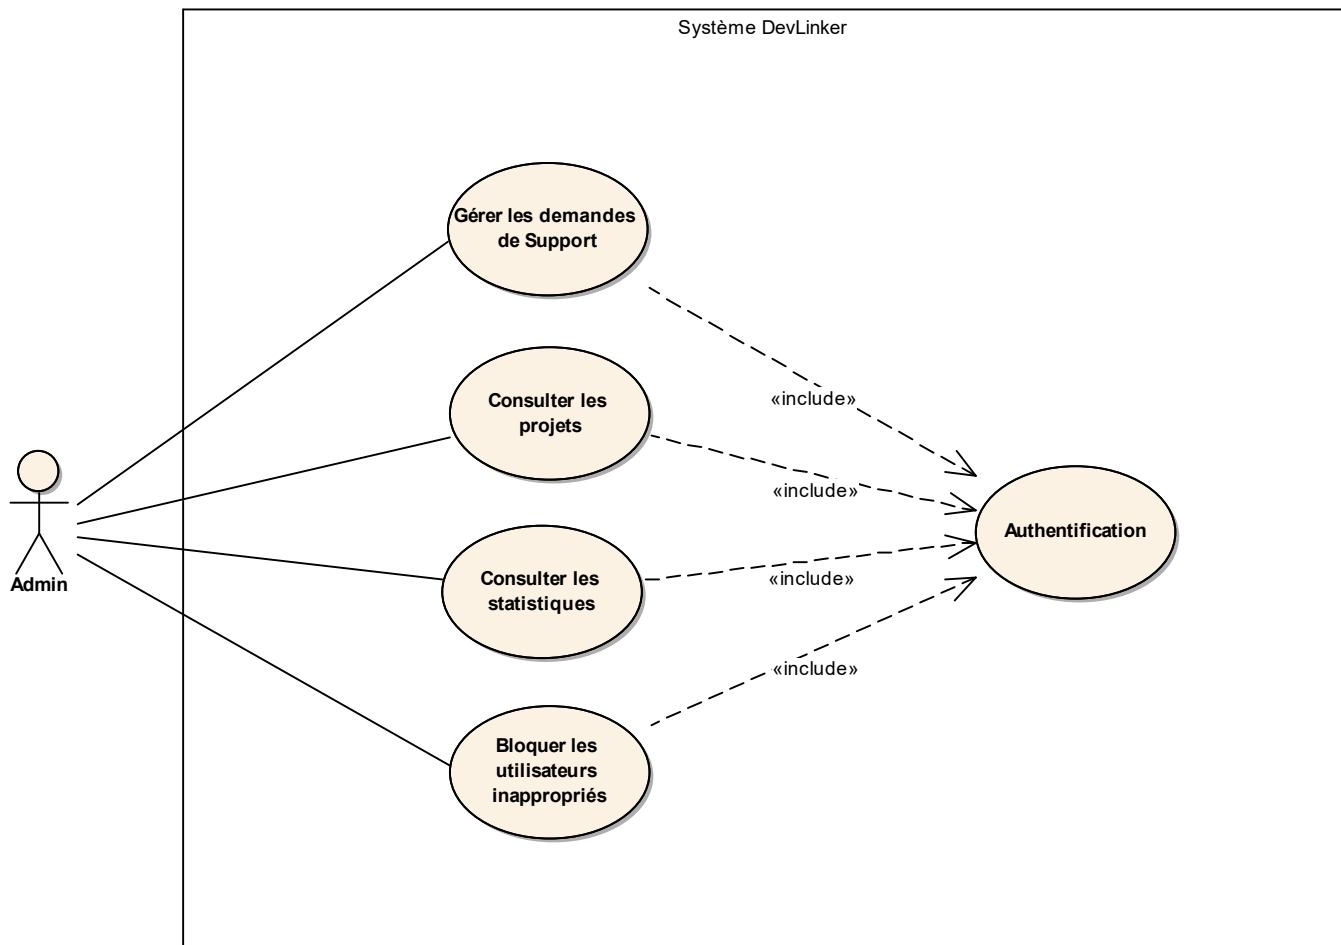 Système DevLinker
Gérer les demandes
de Support
«include»
Consulter les
projets
«include»
Authentification
Admin
Consulter les
statistiques
«include»
«include»
Bloquer les
utilisateurs
inappropriés